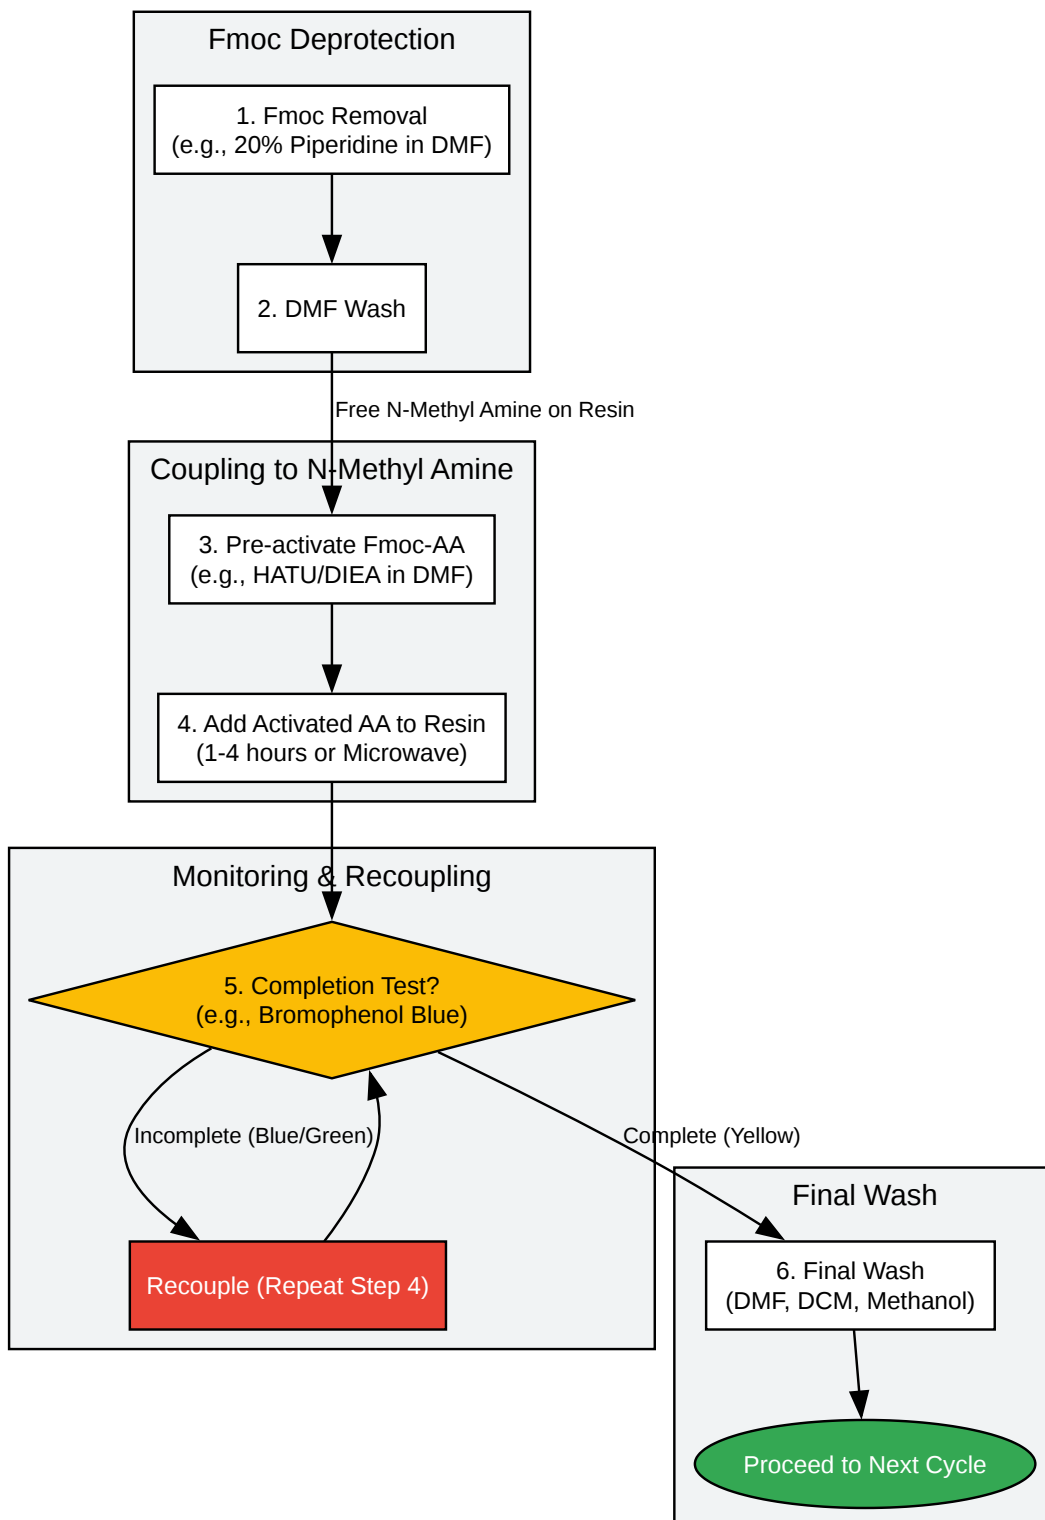 Fmoc Deprotection
1. Fmoc Removal
(e.g., 20% Piperidine in DMF)
2. DMF Wash
Free N-Methyl Amine on Resin
Coupling to N-Methyl Amine
3. Pre-activate Fmoc-AA
(e.g., HATU/DIEA in DMF)
4. Add Activated AA to Resin
(1-4 hours or Microwave)
Monitoring & Recoupling
5. Completion Test?
(e.g., Bromophenol Blue)
Incomplete (Blue/Green)
Complete (Yellow)
Recouple (Repeat Step 4)
Final Wash
6. Final Wash
(DMF, DCM, Methanol)
Proceed to Next Cycle